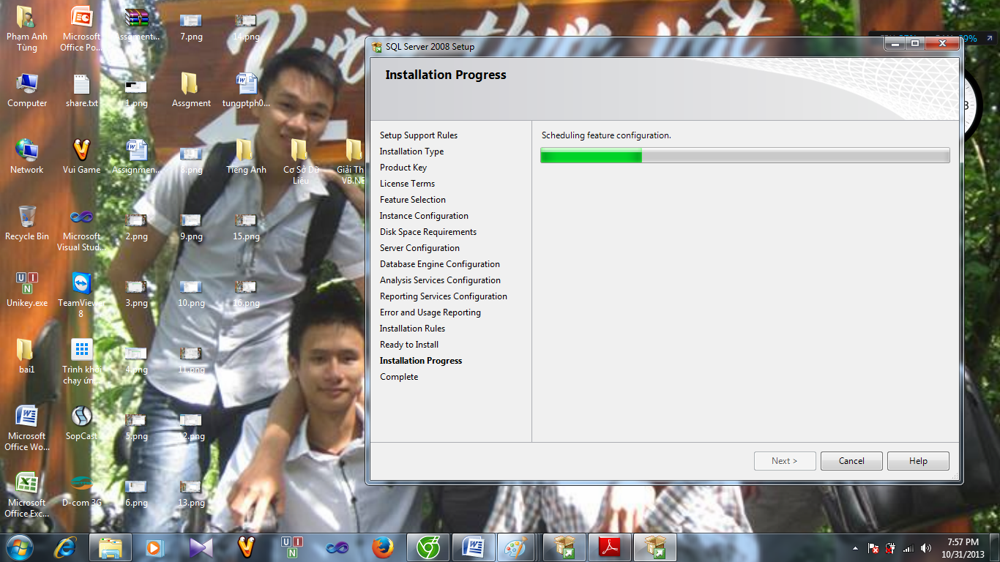 Phạm Anh
Tùng
Microsoft
Office Po...
Assgment...
7.png
14.png
Computer
share.txt
1.png
Assgment
tungptph0...
Network
Vui Game
Assignmen...
8.png
Tiếng Anh
Cơ Sở Dữ
Liệu
Giải Th
VB.NE
Recycle Bin
Microsoft
Visual Stud...
2.png
9.png
15.png
Unikey.exe
TeamViewer
8
3.png
10.png
16.png
bai1
Trình khởi
chạy ứn...
4.png
11.png
Microsoft
Office Wo...
SopCast
5.png
12.png
Microsoft
Office Exc...
D-com 3G
6.png
13.png
Vườn thực vật
SQL Server 2008 Setup
Installation Progress
Setup Support Rules
Installation Type
Product Key
License Terms
Feature Selection
Instance Configuration
Disk Space Requirements
Server Configuration
Database Engine Configuration
Analysis Services Configuration
Reporting Services Configuration
Error and Usage Reporting
Installation Rules
Ready to Install
Installation Progress
Complete
Scheduling feature configuration.
Next >
Cancel
Help
3
U I
N
U I
N
7:57 PM
10/31/2013